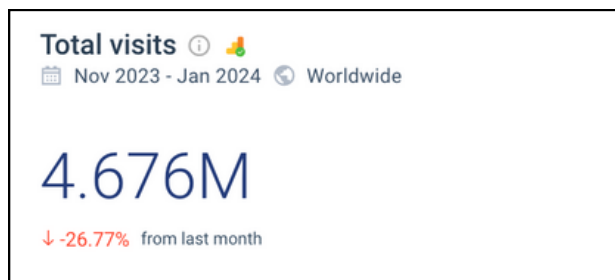 Total visits
Nov 2023 - Jan 2024 Worldwide
4.676M
↓ -26.77% from last month